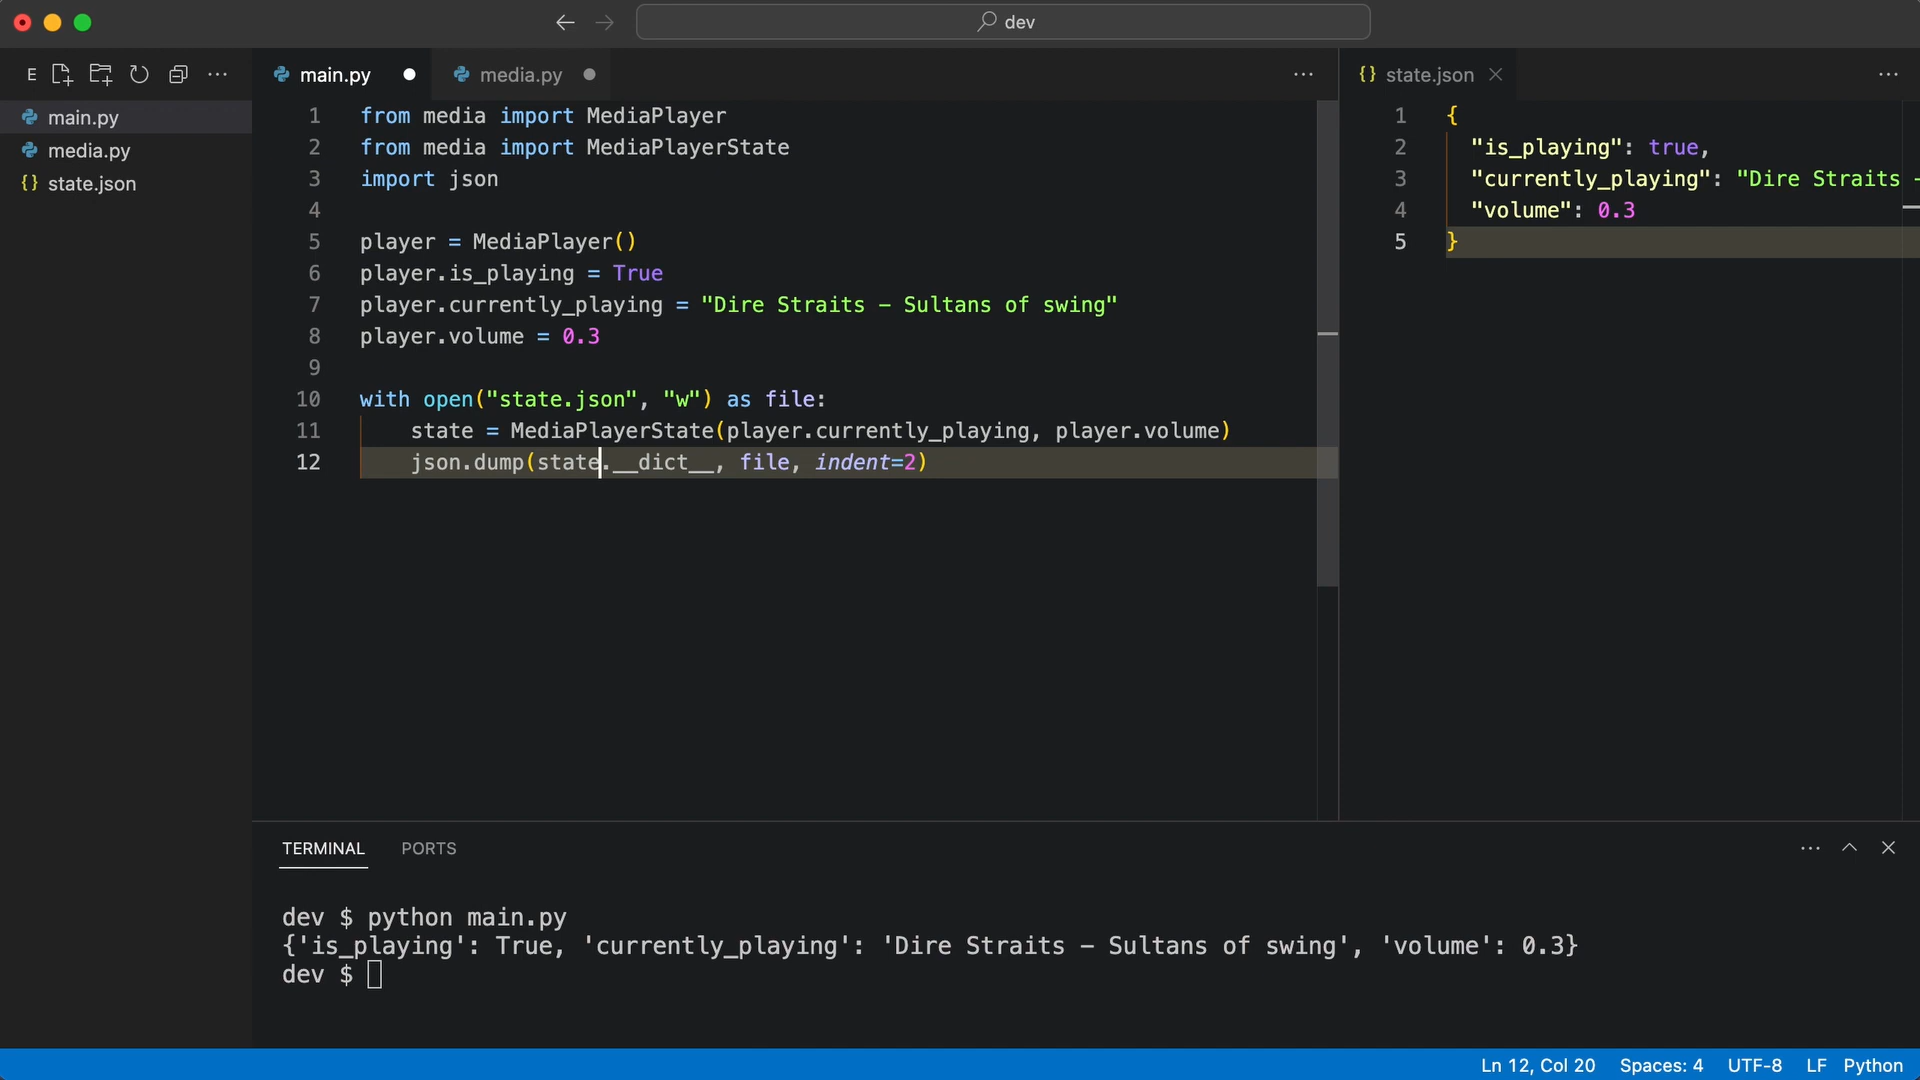 dev
E
main.py
media.py
state.json
main.py
media.py
1 from media import MediaPlayer
2 from media import MediaPlayerState
3 import json
4
5 player = MediaPlayer()
6 player.is_playing = True
7 player.currently_playing = "Dire Straits – Sultans of swing"
8 player.volume = 0.3
9
10 with open("state.json", "w") as file:
11 state = MediaPlayerState(player.currently_playing, player.volume)
12 json.dump(state.__dict__, file, indent=2)
{} state.json
1 {
2 "is_playing": true,
3 "currently_playing": "Dire Straits –
4 "volume": 0.3
5 }
TERMINAL PORTS
dev $ python main.py
{'is_playing': True, 'currently_playing': 'Dire Straits – Sultans of swing', 'volume': 0.3}
dev $
Ln 12, Col 20 Spaces: 4 UTF-8 LF Python